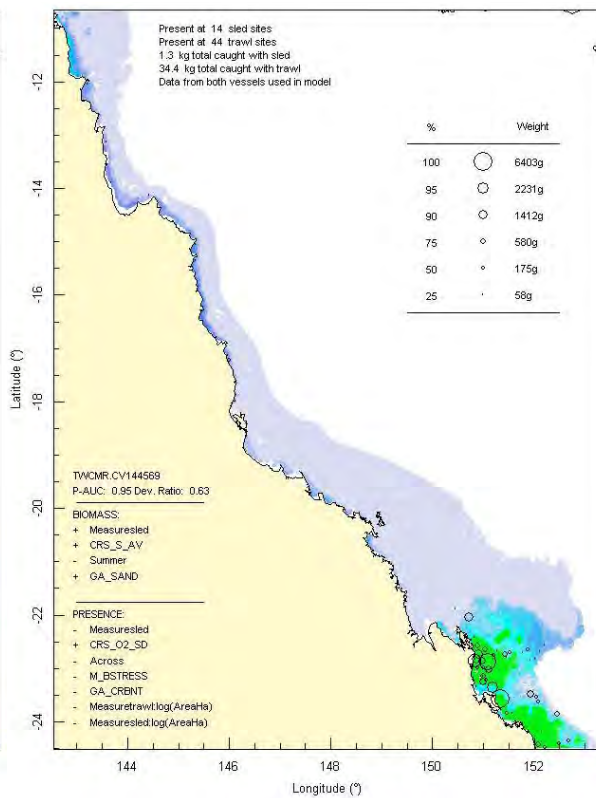 Present at 14 sled sites
Present at 44 trawl sites
1.3 kg total caught with sled
34.4 kg total caught with trawl
Data from both vessels used in model
% Weight
100 6403g
95 2231g
90 1412g
75 580g
50 175g
25 58g
-12
-14
-16
-18
-20
-22
-24
Latitude (°)
TWCMR.CV144569
P-AUC: 0.95 Dev. Ratio: 0.63
BIOMASS:
+ Measuresled
+ CRS_S_AV
- Summer
+ GA_SAND
PRESENCE:
- Measuresled
+ CRS_O2_SD
- Across
- M_BSTRESS
- GA_CRBNT
- Measuretrawl:log(AreaHa)
- Measuresled:log(AreaHa)
144 146 148 150 152
Longitude (°)